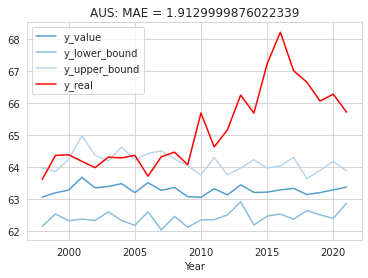 AUS: MAE = 1.9129999876022339
y_value
y_lower_bound
y_upper_bound
y_real
68
67
66
65
64
63
62
2000
2005
2010
2015
2020
Year